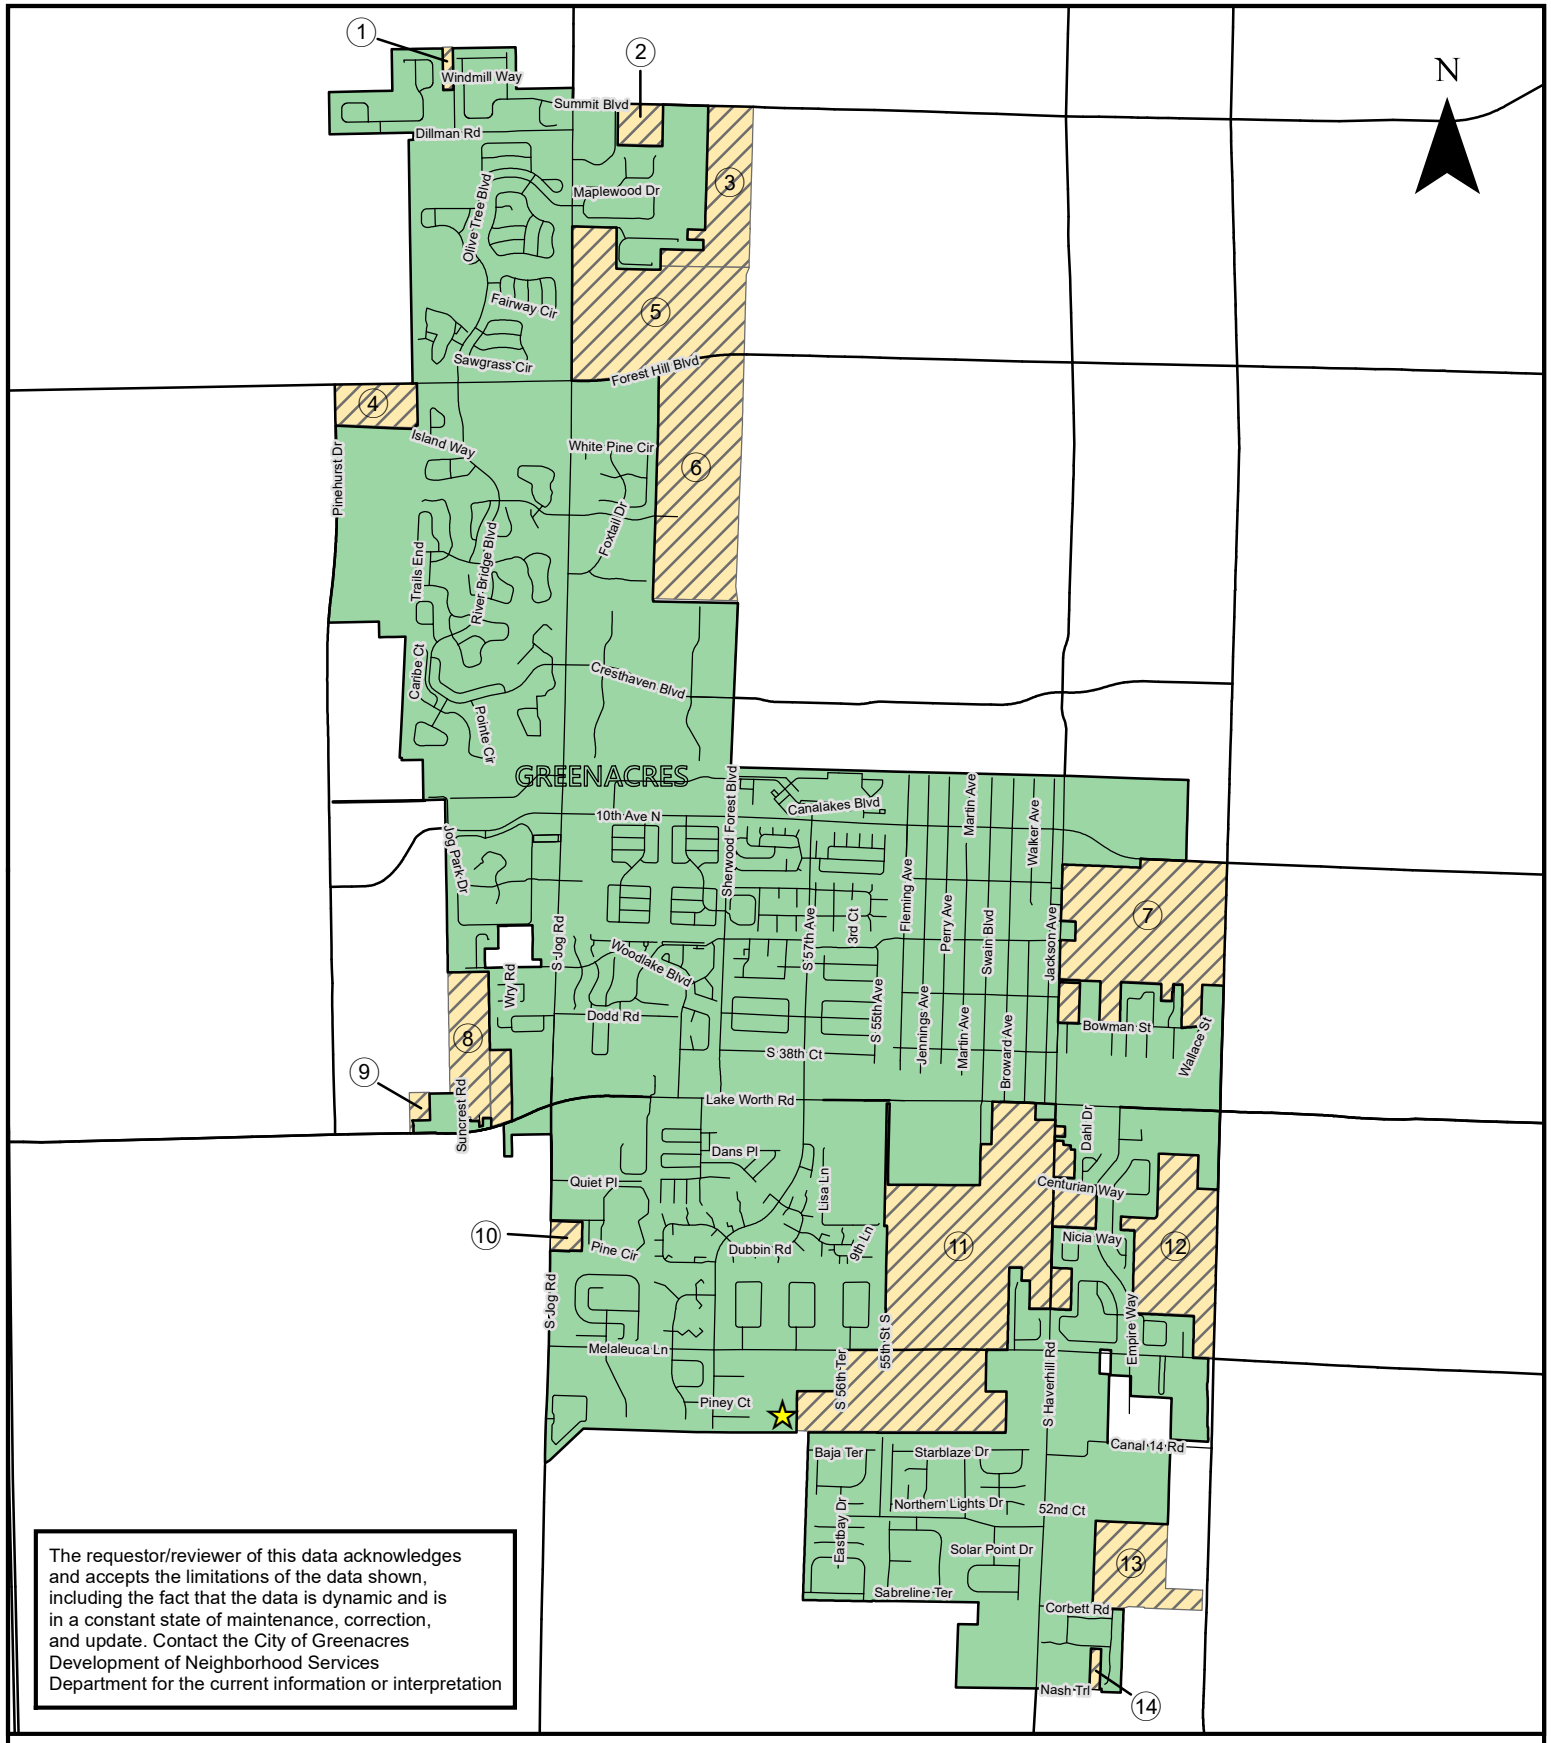 1
2
N
Windmill Way
Summit Blvd
Dillman Rd
3
Maplewood Dr
Olive Tree Blvd
Fairway Cir
5
Sawgrass Cir
Forest Hill Blvd
4
Island Way
White Pine Cir
6
Pinehurst Dr
Foxtail Dr
Trails End
River Bridge Blvd
Caribe Ct
Cresthaven Blvd
Pointe Cir
GREENACRES
Sherwood Forest Blvd
Canalakes Blvd
Martin Ave
10th Ave N
Walker Ave
Jog Park Dr
Fleming Ave
7
3rd Ct
Perry Ave
S 57th Ave
Swain Blvd
Jackson Ave
S Jog Rd
Woodlake Blvd
Wry Rd
S 55th Ave
Dodd Rd
Jennings Ave
Martin Ave
Broward Ave
Bowman St
Wallace St
8
S 38th Ct
9
Suncrest Rd
Lake Worth Rd
Dahl Dr
Dans Pl
Quiet Pl
Lisa Ln
Centurian Way
10
Pine Cir
Dubbin Rd
9th Ln
11
Nicia Way
12
S Jog Rd
Empire Way
Melaleuca Ln
55th St S
S 56th Ter
S Haverhill Rd
Piney Ct
Canal 14 Rd
Baja Ter
Starblaze Dr
Northern Lights Dr
52nd Ct
Eastbay Dr
Solar Point Dr
13
Sabreline Ter
Corbett Rd
Nash Trl
14
The requestor/reviewer of this data acknowledges
and accepts the limitations of the data shown,
including the fact that the data is dynamic and is
in a constant state of maintenance, correction,
and update. Contact the City of Greenacres
Development of Neighborhood Services
Department for the current information or interpretation